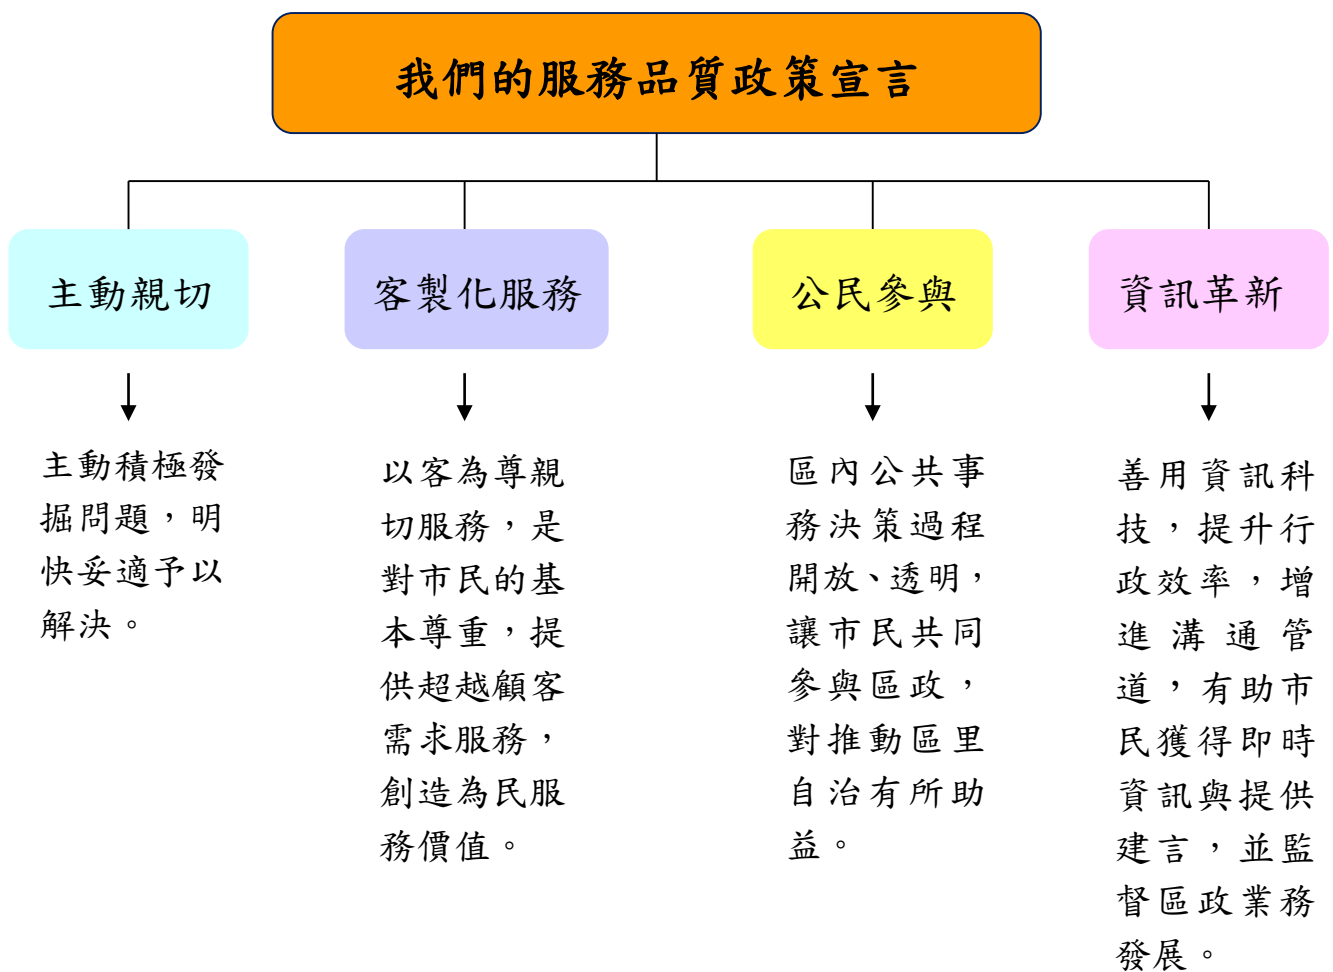 我們的服務品質政策宣言
主動親切
客製化服務
公民參與
資訊革新
主動積極發
掘問題，明
快妥適予以
解決。
以客為尊親
切服務，是
對市民的基
本尊重，提
供超越顧客
需求服務，
創造為民服
務價值。
區內公共事
務決策過程
開放、透明，
讓市民共同
參與區政，
對推動區里
自治有所助
益。
善用資訊科
技，提升行
政效率，增
進溝通管
道，有助市
民獲得即時
資訊與提供
建言，並監
督區政業務
發展。